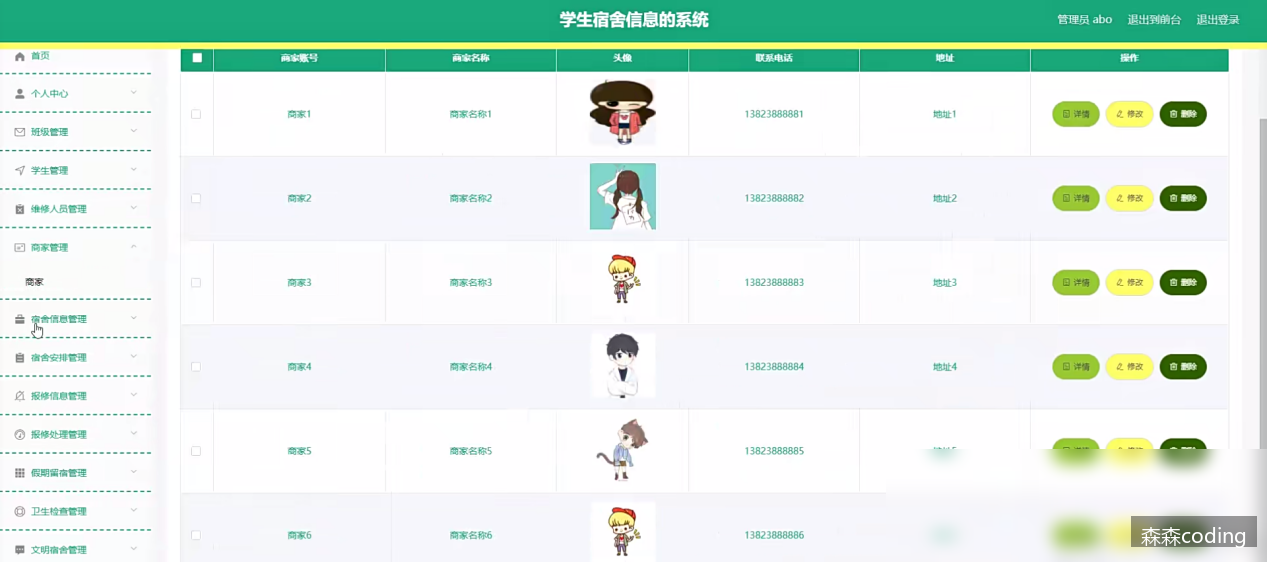 学生宿舍信息的系统
管理员 abo 退出到前台 退出登录
首页
个人中心
班级管理
学生管理
维修人员管理
商家管理
商家
宿舍信息管理
宿舍安排管理
报修信息管理
报修处理管理
假期留宿管理
卫生检查管理
文明宿舍管理
商家账号 商家名称 头像 联系电话 地址 操作
商家1 商家名称1 13823888881 地址1 详情 修改 删除
商家2 商家名称2 13823888882 地址2 详情 修改 删除
商家3 商家名称3 13823888883 地址3 详情 修改 删除
商家4 商家名称4 13823888884 地址4 详情 修改 删除
商家5 商家名称5 13823888885
商家6 商家名称6 13823888886
森森coding